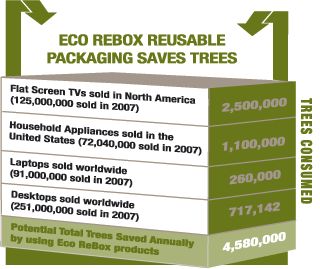 ECO REBOX REUSABLE
PACKAGING SAVES TREES
Flat Screen TVs sold in North America
(125,000,000 sold in 2007)
2,500,000
Household Appliances sold in the
United States (72,040,000 sold in 2007)
1,100,000
Laptops sold worldwide
(91,000,000 sold in 2007)
260,000
Desktops sold worldwide
(251,000,000 sold in 2007)
717,142
Potential Total Trees Saved Annually
by using Eco ReBox products
4,580,000
TREES CONSUMED